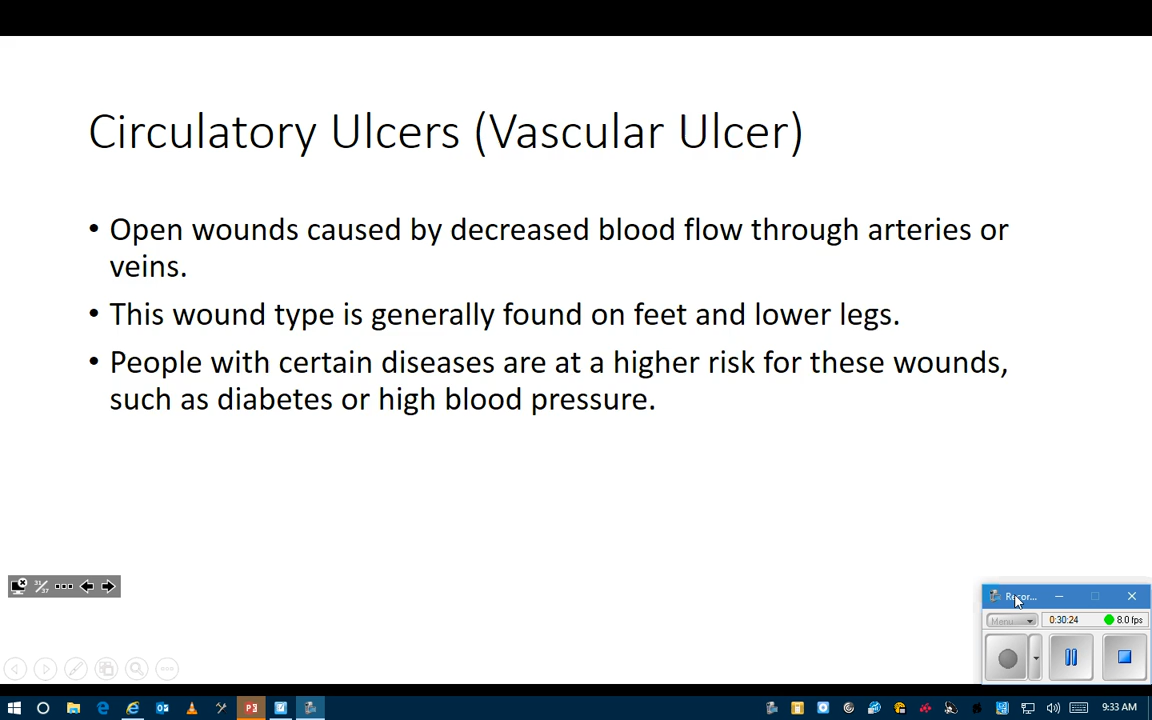 Circulatory Ulcers (Vascular Ulcer)
• Open wounds caused by decreased blood flow through arteries or
veins.
• This wound type is generally found on feet and lower legs.
• People with certain diseases are at a higher risk for these wounds,
such as diabetes or high blood pressure.
31/37
Recor...
Menu
0:30:24
8.0 fps
9:33 AM